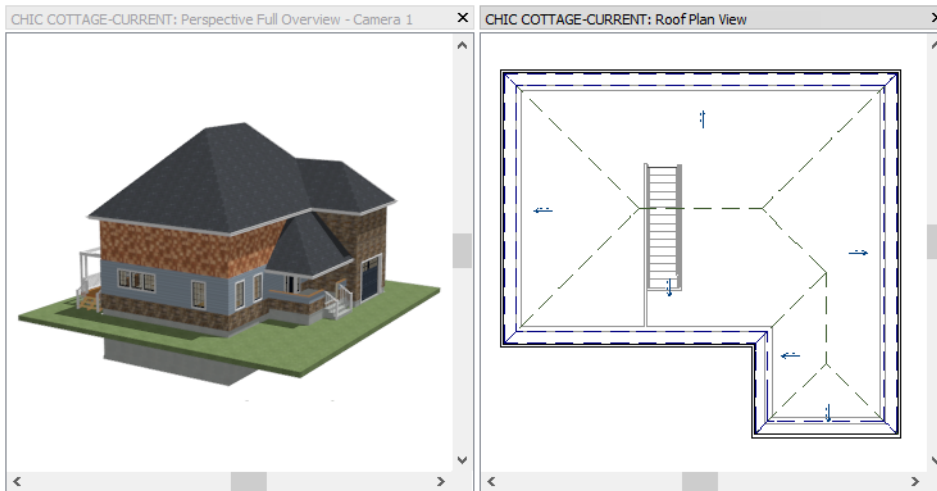 CHIC COTTAGE-CURRENT: Perspective Full Overview - Camera 1
CHIC COTTAGE-CURRENT: Roof Plan View